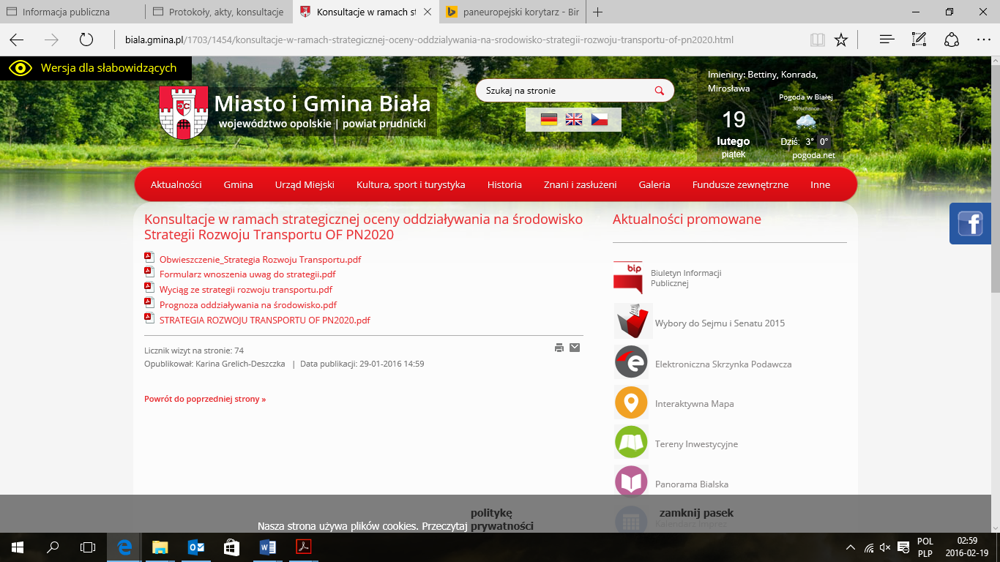 Informacja publiczna
Protokoły, akty, konsultacje
Konsultacje w ramach st
paneuropejski korytarz - Bir
biala.gmina.pl/1703/1454/konsultacje-w-ramach-strategicznej-oceny-oddzialywania-na-srodowisko-strategii-rozwoju-transportu-of-pn2020.html
Wersja dla słabowidzących
Miasto i Gmina Biała
województwo opolskie | powiat prudnicki
Szukaj na stronie
Imieniny: Bettiny, Konrada,
Mirosława
19
lutego
piątek
Pogoda w Białej
30%chance
Dziś: 3° 0°
pogoda.net
Aktualności Gmina Urząd Miejski Kultura, sport i turystyka Historia Znani i zasłużeni Galeria Fundusze zewnętrzne Inne
Konsultacje w ramach strategicznej oceny oddziaływania na środowisko
Strategii Rozwoju Transportu OF PN2020
Obwieszczenie_Strategia Rozwoju Transportu.pdf
Formularz wnoszenia uwag do strategii.pdf
Wyciąg ze strategii rozwoju transportu.pdf
Prognoza oddziaływania na środowisko.pdf
STRATEGIA ROZWOJU TRANSPORTU OF PN2020.pdf
Licznik wizyt na stronie: 74
Opublikował: Karina Grelich-Deszczka | Data publikacji: 29-01-2016 14:59
Powrót do poprzedniej strony »
Aktualności promowane
bip
Biuletyn Informacji
Publicznej
Wybory do Sejmu i Senatu 2015
Elektroniczna Skrzynka Podawcza
Interaktywna Mapa
Tereny Inwestycyjne
Panorama Bialska
Kalendarz imprez
f
Nasza strona używa plików cookies. Przeczytaj politykę prywatności
zamknij pasek
POL
PLP
02:59
2016-02-19